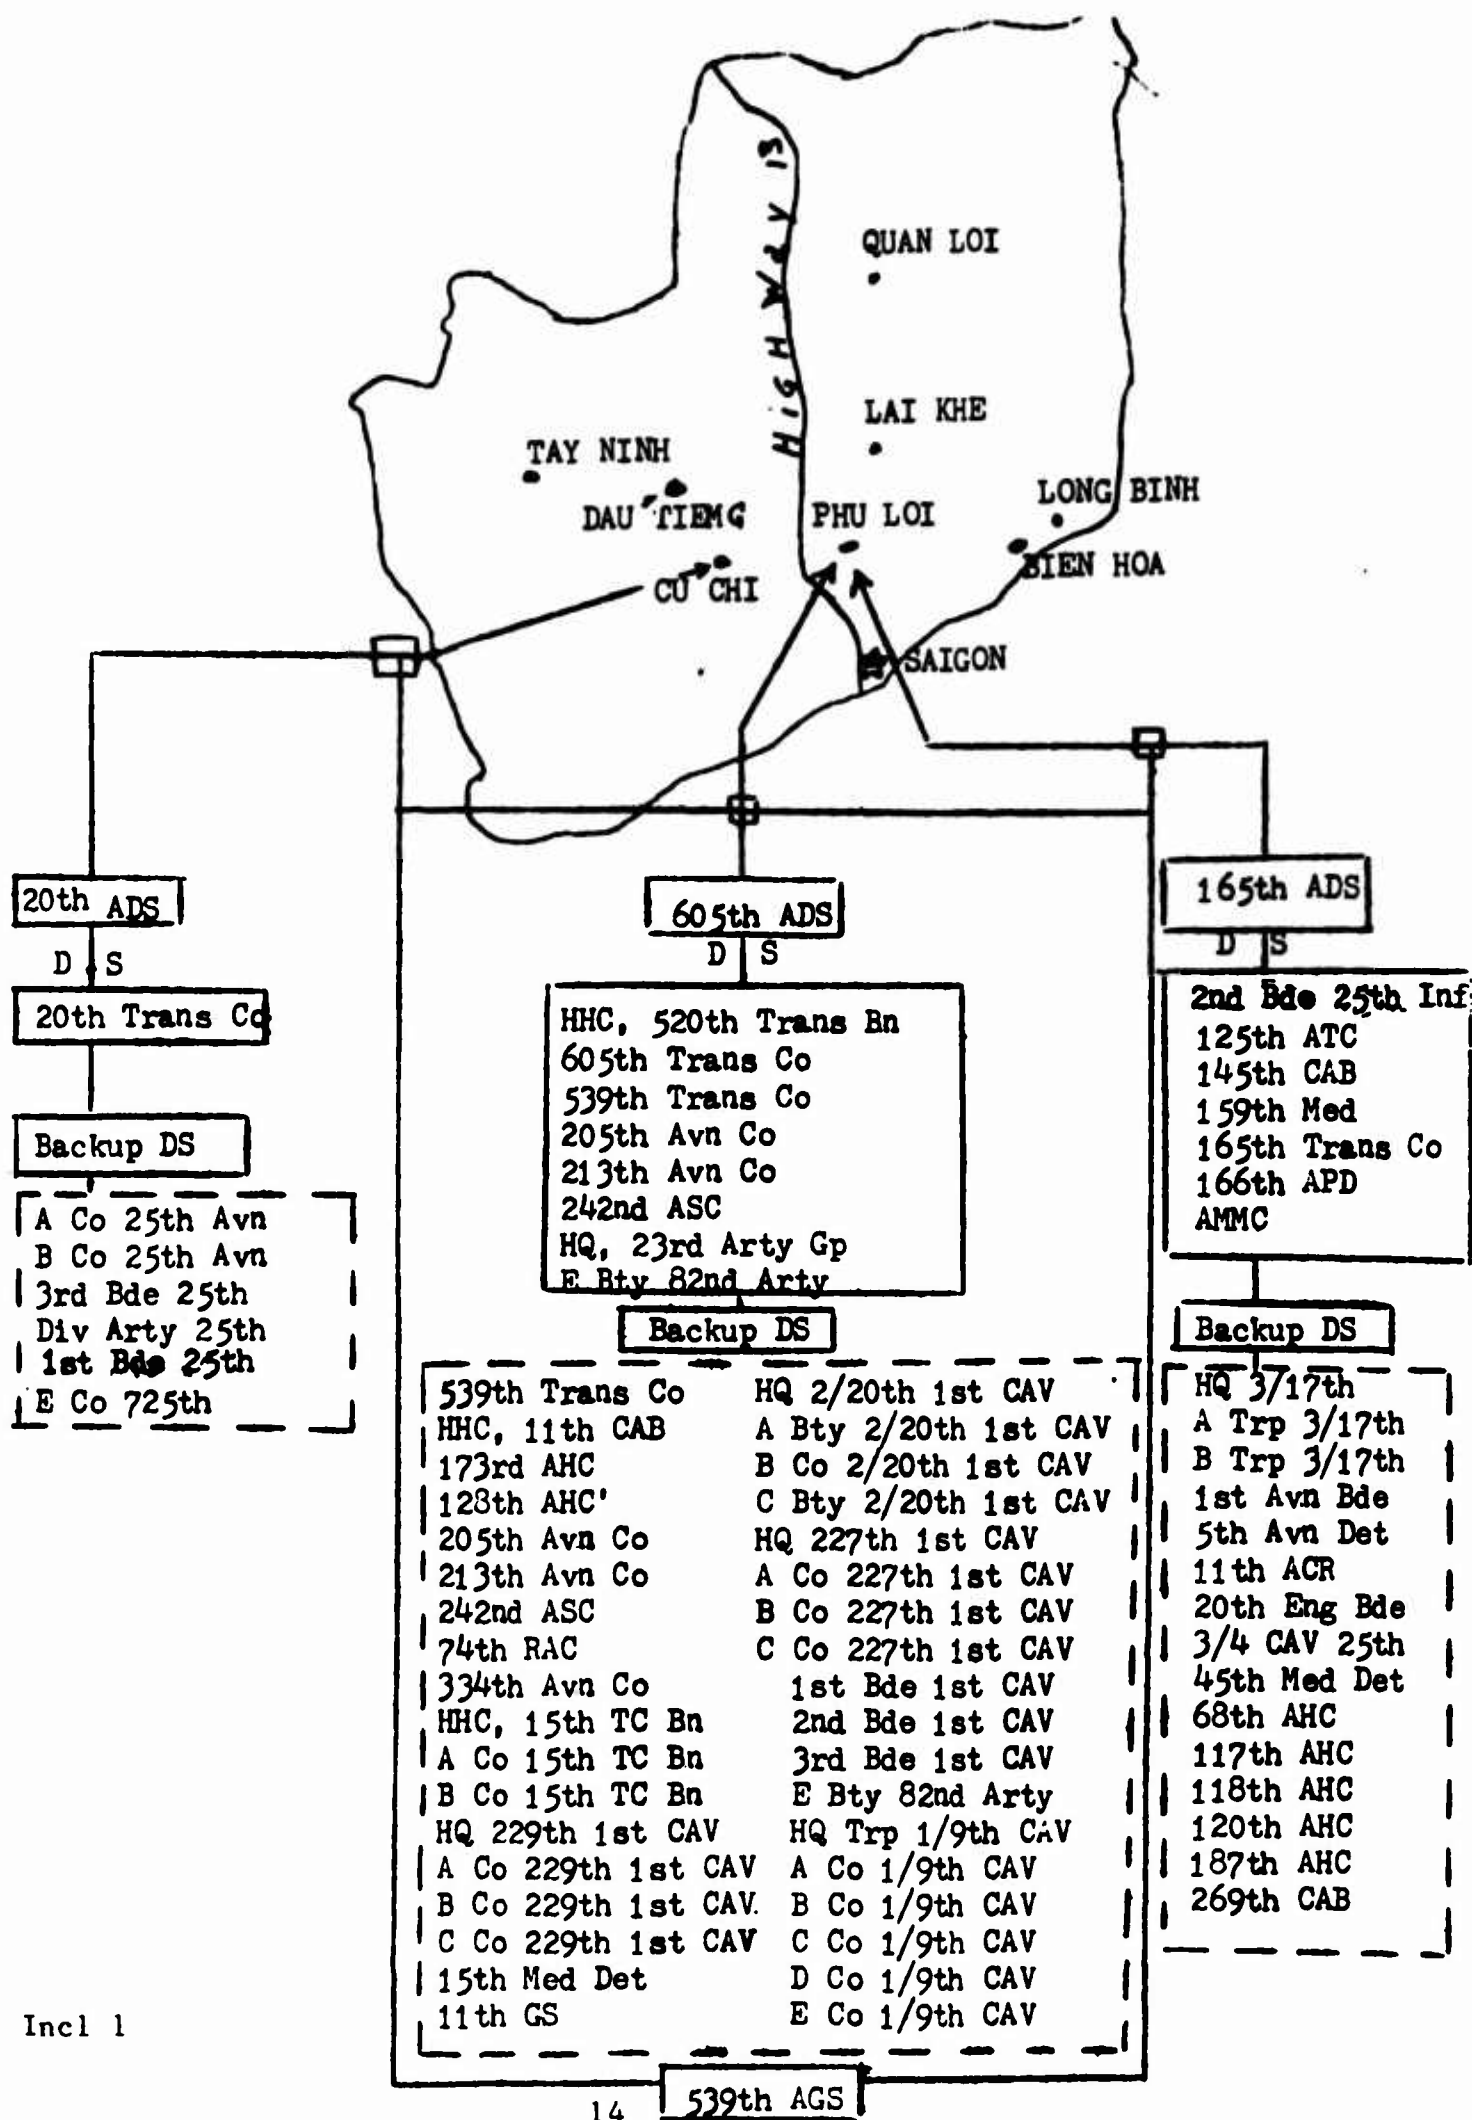 HIGHWAY 13
QUAN LOI
LAI KHE
TAY NINH
DAU TIEMG
PHU LOI
LONG BINH
BIEN HOA
CU CHI
SAIGON
20th ADS
D S
20th Trans Co
Backup DS
A Co 25th Avn
B Co 25th Avn
3rd Bde 25th
Div Arty 25th
1st Bde 25th
E Co 725th
605th ADS
D S
HHC, 520th Trans Bn
605th Trans Co
539th Trans Co
205th Avn Co
213th Avn Co
242nd ASC
HQ, 23rd Arty Gp
E Bty 82nd Arty
Backup DS
539th Trans Co
HHC, 11th CAB
173rd AHC
128th AHC'
205th Avn Co
213th Avn Co
242nd ASC
74th RAC
334th Avn Co
HHC, 15th TC Bn
A Co 15th TC Bn
B Co 15th TC Bn
HQ 229th 1st CAV
A Co 229th 1st CAV
B Co 229th 1st CAV.
C Co 229th 1st CAV
15th Med Det
11th GS
HQ 2/20th 1st CAV
A Bty 2/20th 1st CAV
B Co 2/20th 1st CAV
C Bty 2/20th 1st CAV
HQ 227th 1st CAV
A Co 227th 1st CAV
B Co 227th 1st CAV
C Co 227th 1st CAV
1st Bde 1st CAV
2nd Bde 1st CAV
3rd Bde 1st CAV
E Bty 82nd Arty
HQ Trp 1/9th CAV
A Co 1/9th CAV
B Co 1/9th CAV
C Co 1/9th CAV
D Co 1/9th CAV
E Co 1/9th CAV
165th ADS
D S
2nd Bde 25th Inf
125th ATC
145th CAB
159th Med
165th Trans Co
166th APD
AMMC
Backup DS
HQ 3/17th
A Trp 3/17th
B Trp 3/17th
1st Avn Bde
5th Avn Det
11th ACR
20th Eng Bde
3/4 CAV 25th
45th Med Det
68th AHC
117th AHC
118th AHC
120th AHC
187th AHC
269th CAB
539th AGS
Incl 1
14